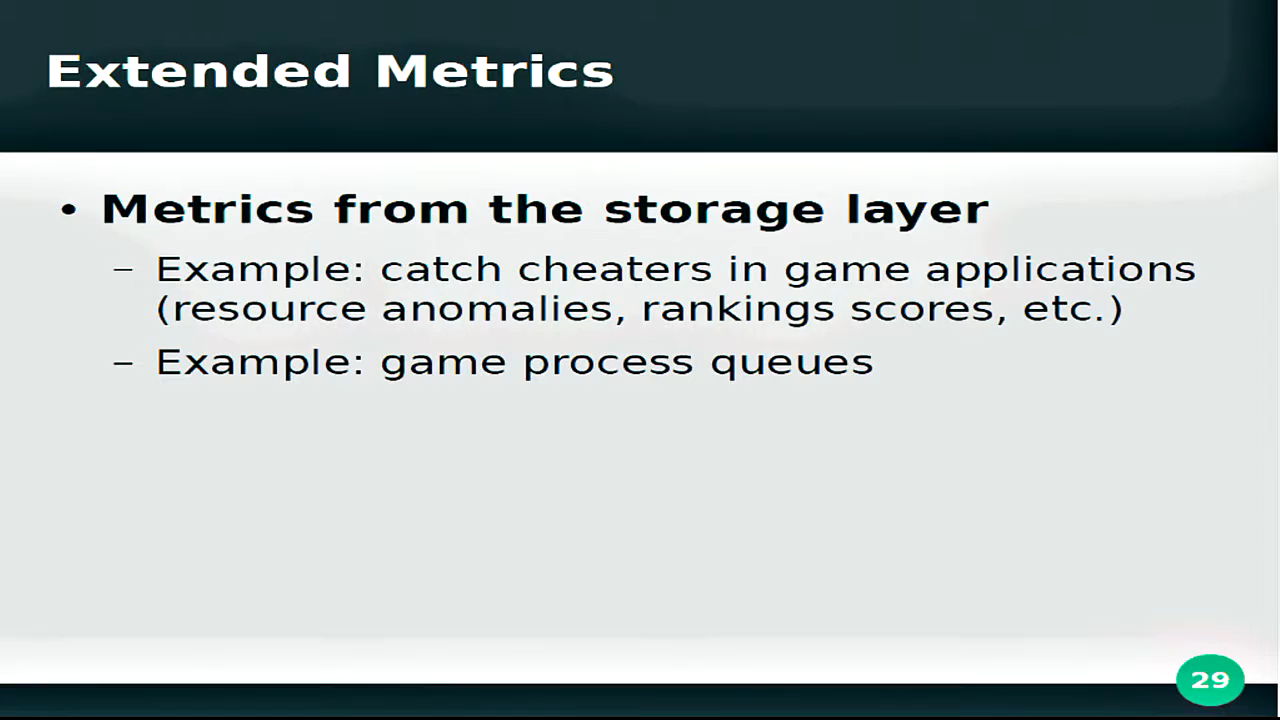 Extended Metrics
• Metrics from the storage layer
– Example: catch cheaters in game applications
(resource anomalies, rankings scores, etc.)
– Example: game process queues
29